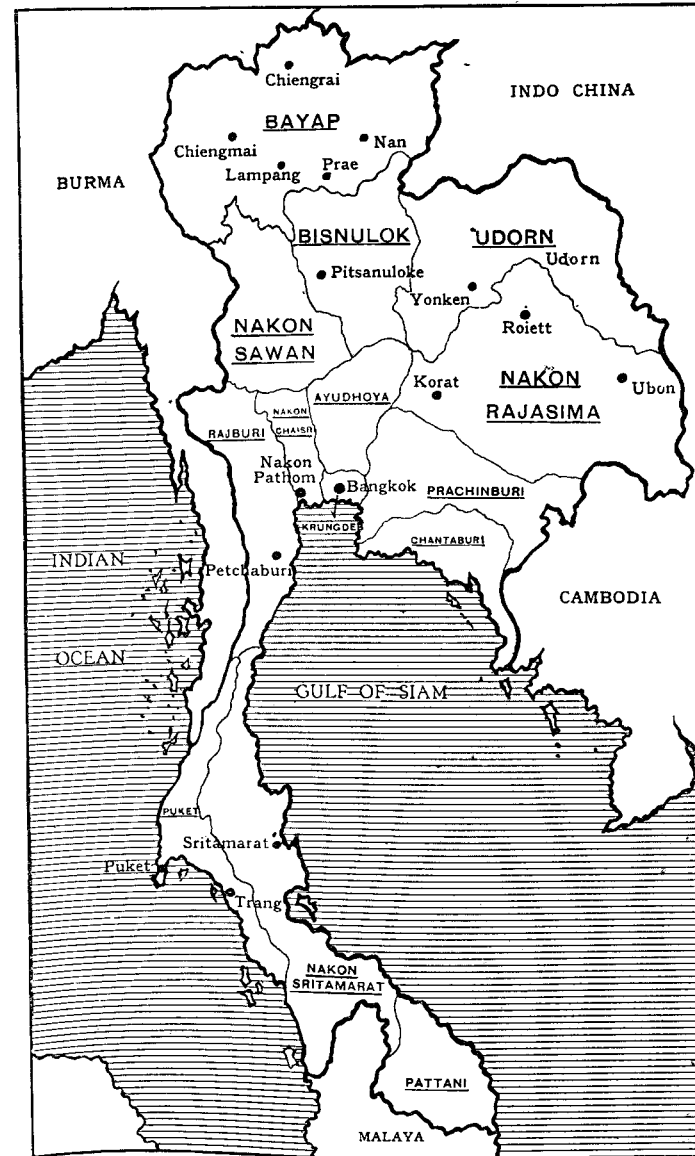 Chiengrai
INDO CHINA
BAYAP
Chiengmai
Nan
Lampang
Prae
BURMA
BISNULOK
UDORN
Udorn
Pitsanuloke
Yonken
NAKON
SAWAN
Roiett
Korat
NAKON
RAJASIMA
Ubon
AYUDHOYA
NAKON
CHAISRI
RAJBURI
Nakon
Pathom
Bangkok
PRACHINBURI
KRUNGDEB
CHANTABURI
INDIAN
OCEAN
Petchaburi
CAMBODIA
GULF OF SIAM
PUKET
Sritamarat
Puket
Trang
NAKON
SRITAMARAT
PATTANI
MALAYA